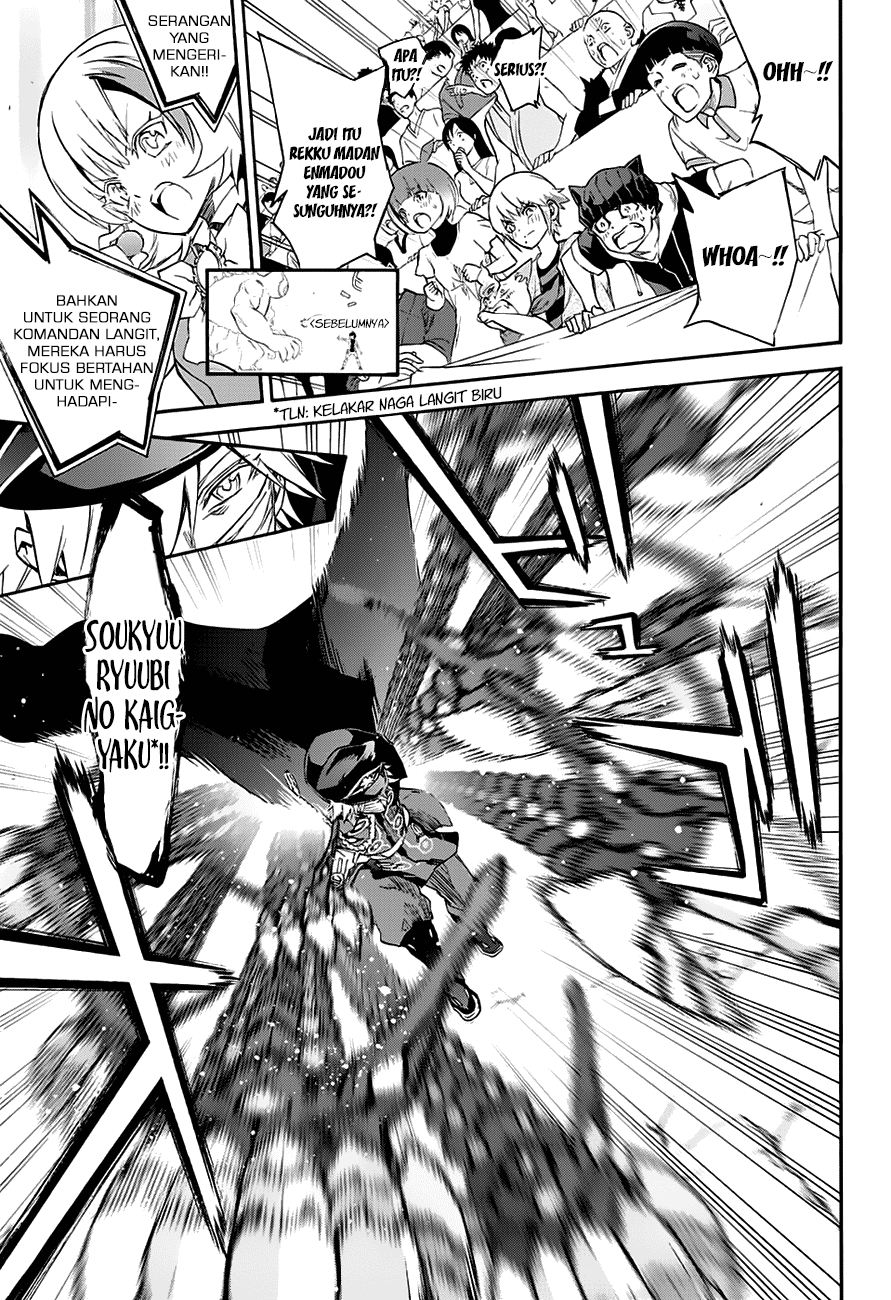 OHH~!!
SERIUS?!
APA
ITU?!
WHOA~!!
JADI ITU
REKKU MADAN
ENMADOU
YANG SE-
SUNGUHNYA?!
<SEBELUMNYA>
SERANGAN
YANG
MENGERI-
KAN!!
BAHKAN
UNTUK SEORANG
KOMANDAN LANGIT,
MEREKA HARUS
FOKUS BERTAHAN
UNTUK MENG-
HADAPI-
*TLN: KELAKAR NAGA LANGIT BIRU
SOUKYUU
RYUUBI
NO KAIG-
YAKU*!!